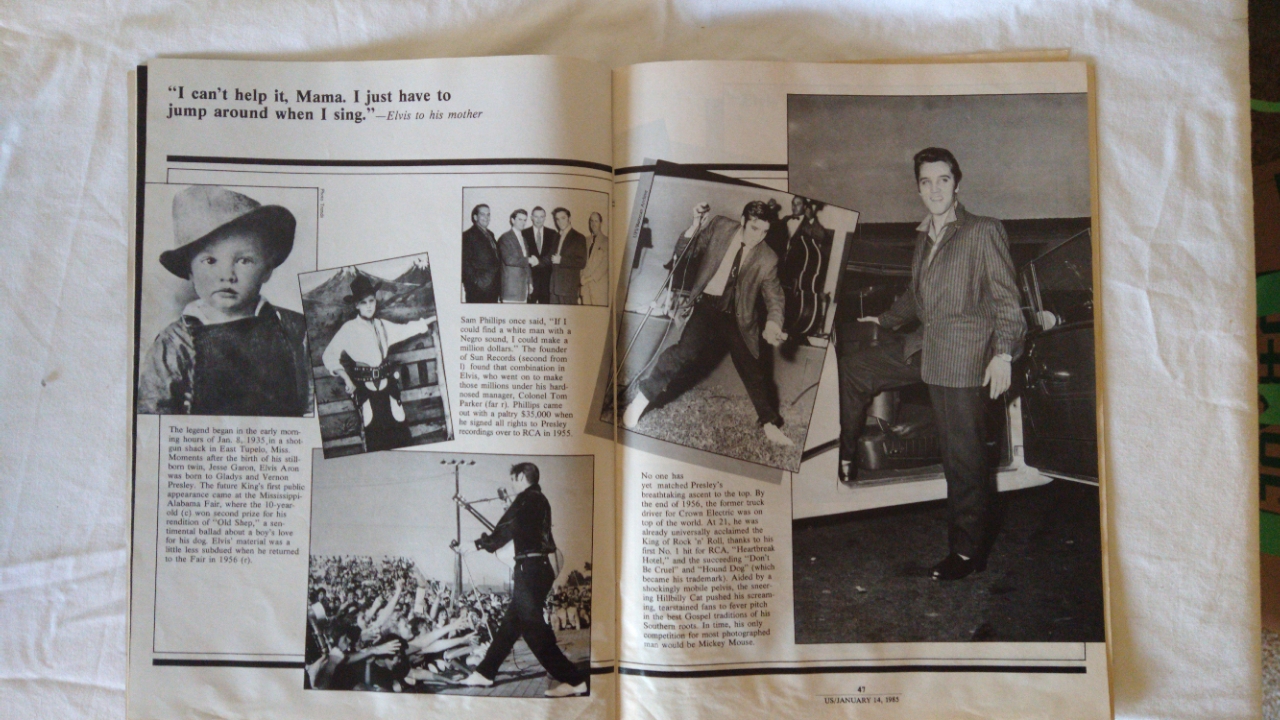 “I can’t help it, Mama. I just have to
jump around when I sing.”—Elvis to his mother
The legend began in the early morn-
ing hours of Jan. 8, 1935, in a shot-
gun shack in East Tupelo, Miss.
Moments after the birth of his still-
born twin, Jesse Garon, Elvis Aron
was born to Gladys and Vernon
Presley. The future King’s first public
appearance came at the Mississippi-
Alabama Fair, where the 10-year-
old (c) won second prize for his
rendition of “Old Shep,” a sen-
timental ballad about a boy’s love
for his dog. Elvis’ material was a
little less subdued when he returned
to the Fair in 1956 (r).
Sam Phillips once said, “If I
could find a white man with a
Negro sound, I could make a
million dollars.” The founder
of Sun Records (second from
l) found that combination in
Elvis, who went on to make
those millions under his hard-
nosed manager, Colonel Tom
Parker (far r). Phillips came
out with a paltry $35,000 when
he signed all rights to Presley
recordings over to RCA in 1955.
No one has
yet matched Presley’s
breathtaking ascent to the top. By
the end of 1956, the former truck
driver for Crown Electric was on
top of the world. At 21, he was
already universally acclaimed the
King of Rock ’n’ Roll, thanks to his
first No. 1 hit for RCA, “Heartbreak
Hotel,” and the succeeding “Don’t
Be Cruel” and “Hound Dog” (which
became his trademark). Aided by a
shockingly mobile pelvis, the sneer-
ing Hillbilly Cat pushed his scream-
ing, tearstained fans to fever pitch
in the best Gospel traditions of his
Southern roots. In time, his only
competition for most photographed
man would be Mickey Mouse.
47
US/JANUARY 14, 1985